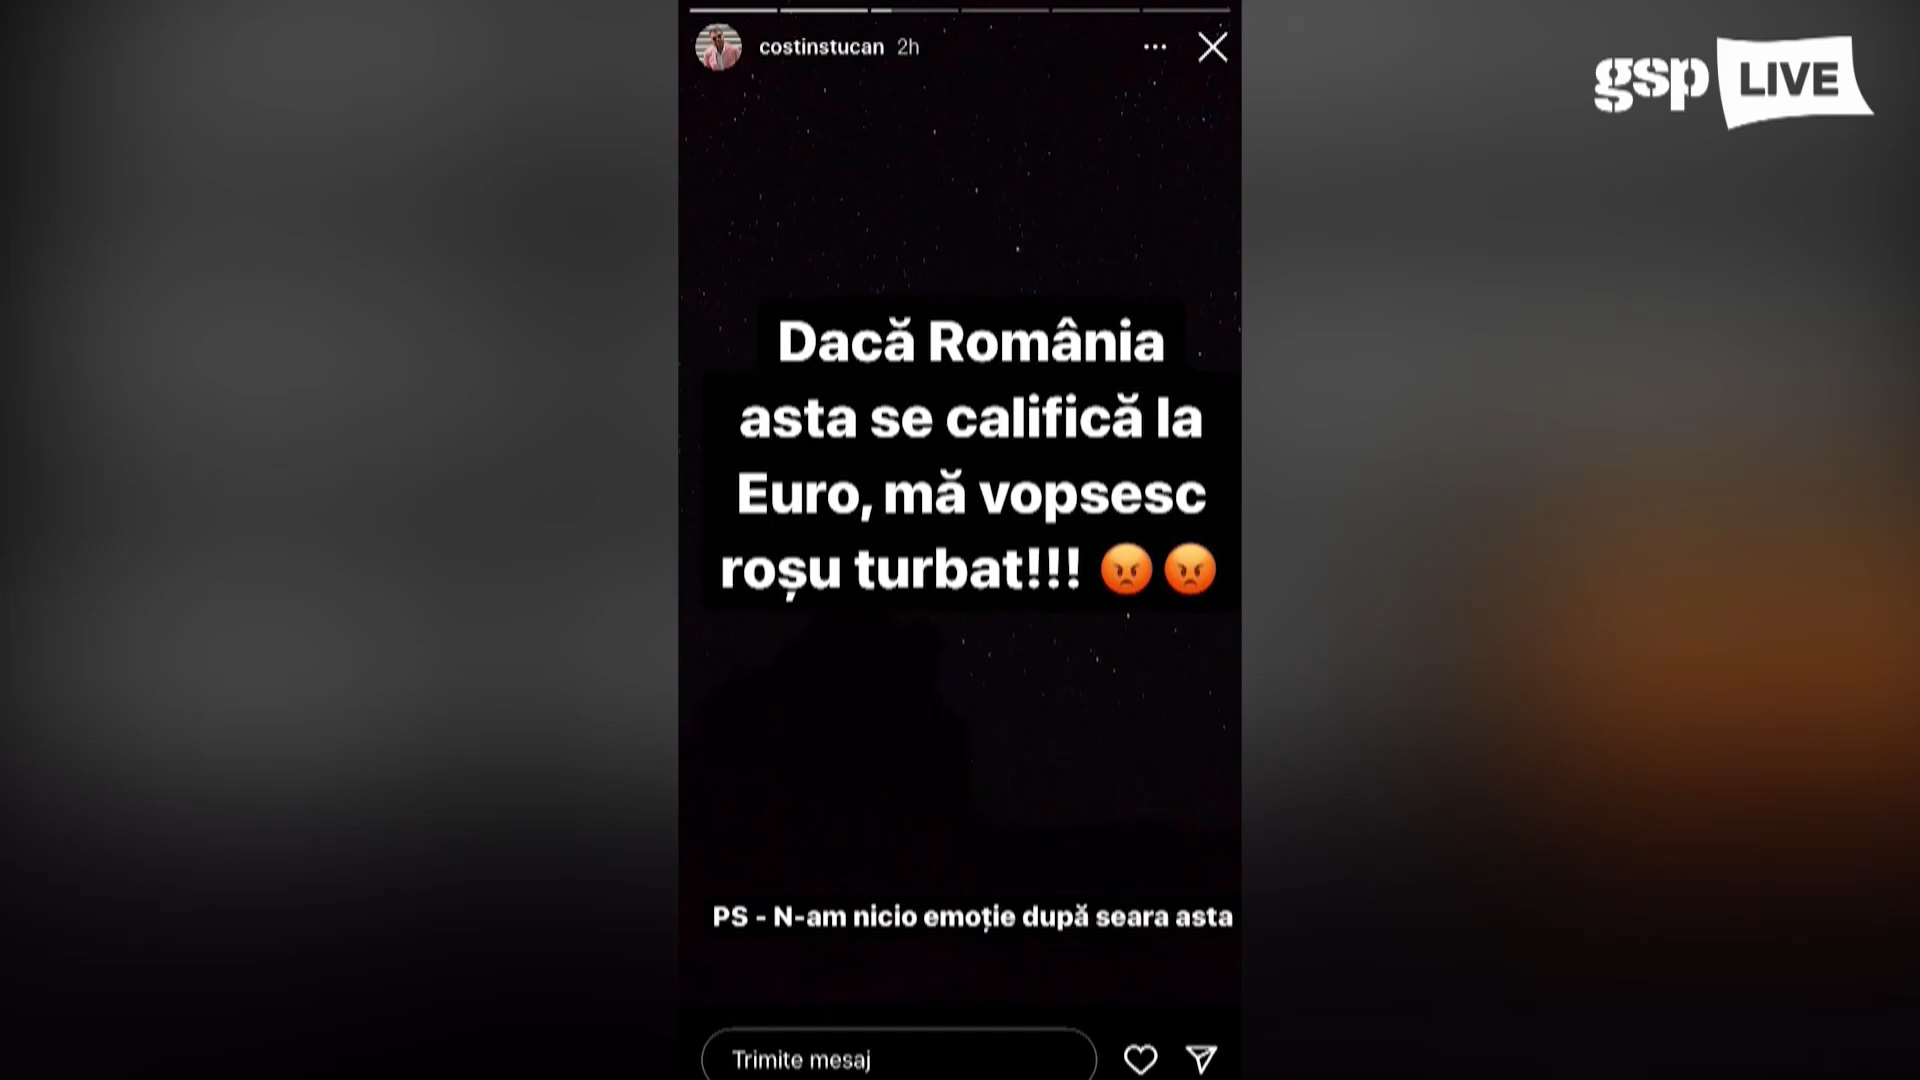 costinstucan 2h
gsp LIVE
Dacă România
asta se califică la
Euro, mă vopsesc
roșu turbat!!! 😡😡
PS - N-am nicio emoție după seara asta
Trimite mesaj